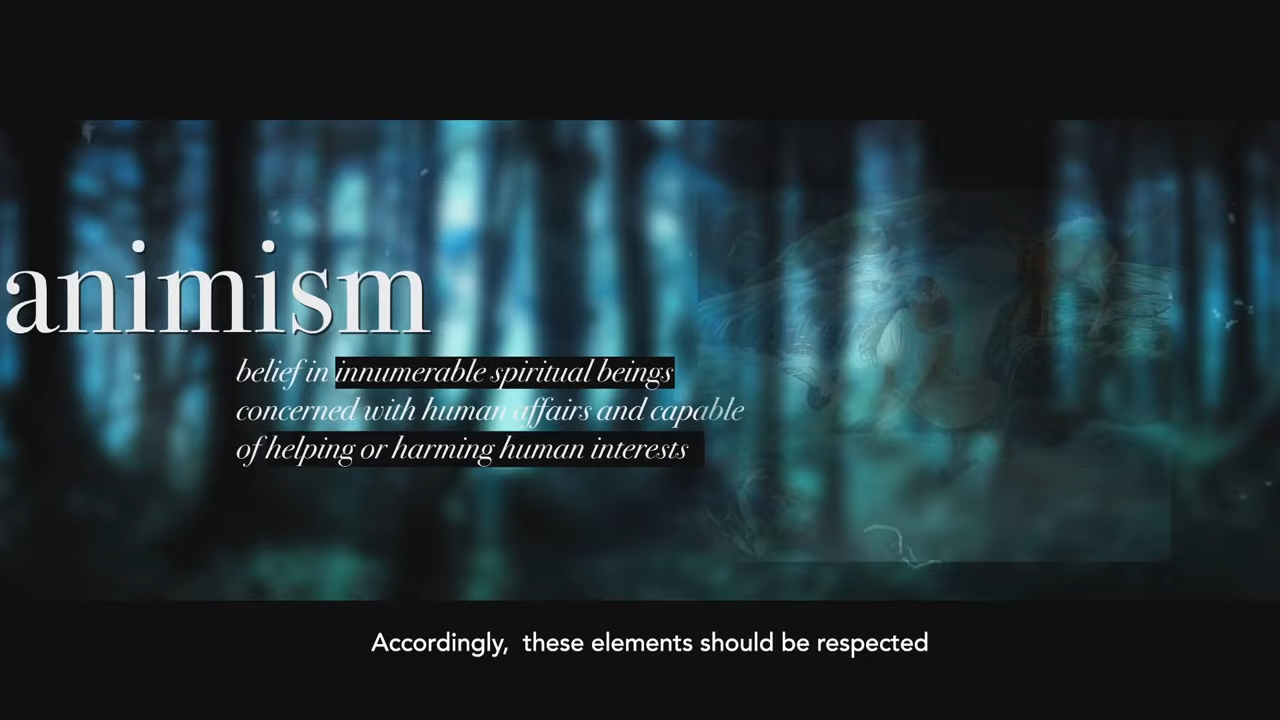 animism
belief in innumerable spiritual beings
concerned with human affairs and capable
of helping or harming human interests
Accordingly, these elements should be respected